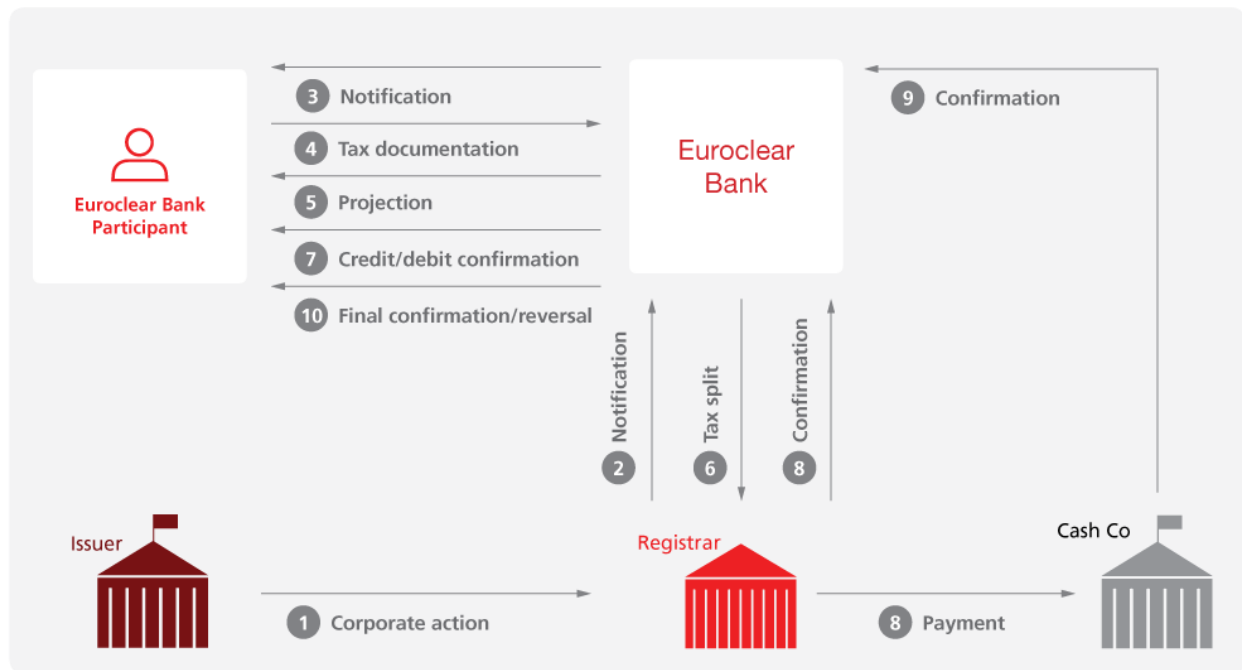 3 Notification
4 Tax documentation
5 Projection
7 Credit/debit confirmation
10 Final confirmation/reversal
Euroclear Bank
Participant
Euroclear
Bank
9 Confirmation
2 Notification
6 Tax split
8 Confirmation
Issuer
Registrar
Cash Co
1 Corporate action
8 Payment